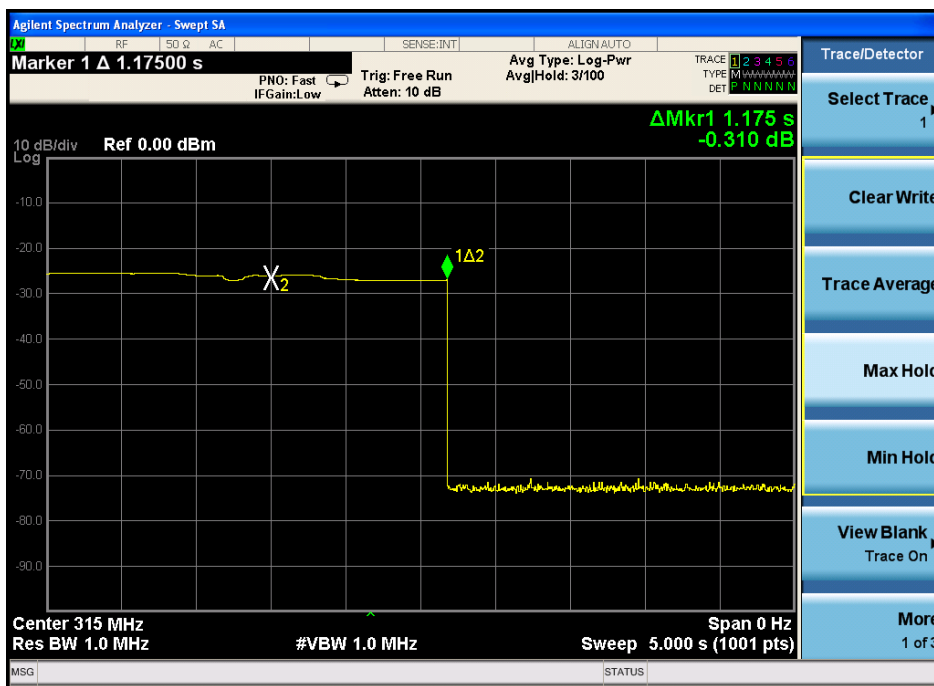 Agilent Spectrum Analyzer - Swept SA
LXI RF 50 Ω AC SENSE:INT ALIGN AUTO
Marker 1 Δ 1.17500 s
PNO: Fast
IFGain:Low
Trig: Free Run
Atten: 10 dB
Avg Type: Log-Pwr
Avg|Hold: 3/100
TRACE 1 2 3 4 5 6
TYPE M W W W W W
DET P N N N N N
ΔMkr1 1.175 s
-0.310 dB
10 dB/div Ref 0.00 dBm
Log
-10.0
-20.0
-30.0
-40.0
-50.0
-60.0
-70.0
-80.0
-90.0
1Δ2
X2
Center 315 MHz
Res BW 1.0 MHz
#VBW 1.0 MHz
Span 0 Hz
Sweep 5.000 s (1001 pts)
MSG STATUS
Trace/Detector
Select Trace
1
Clear Write
Trace Average
Max Hold
Min Hold
View Blank
Trace On
More
1 of 3